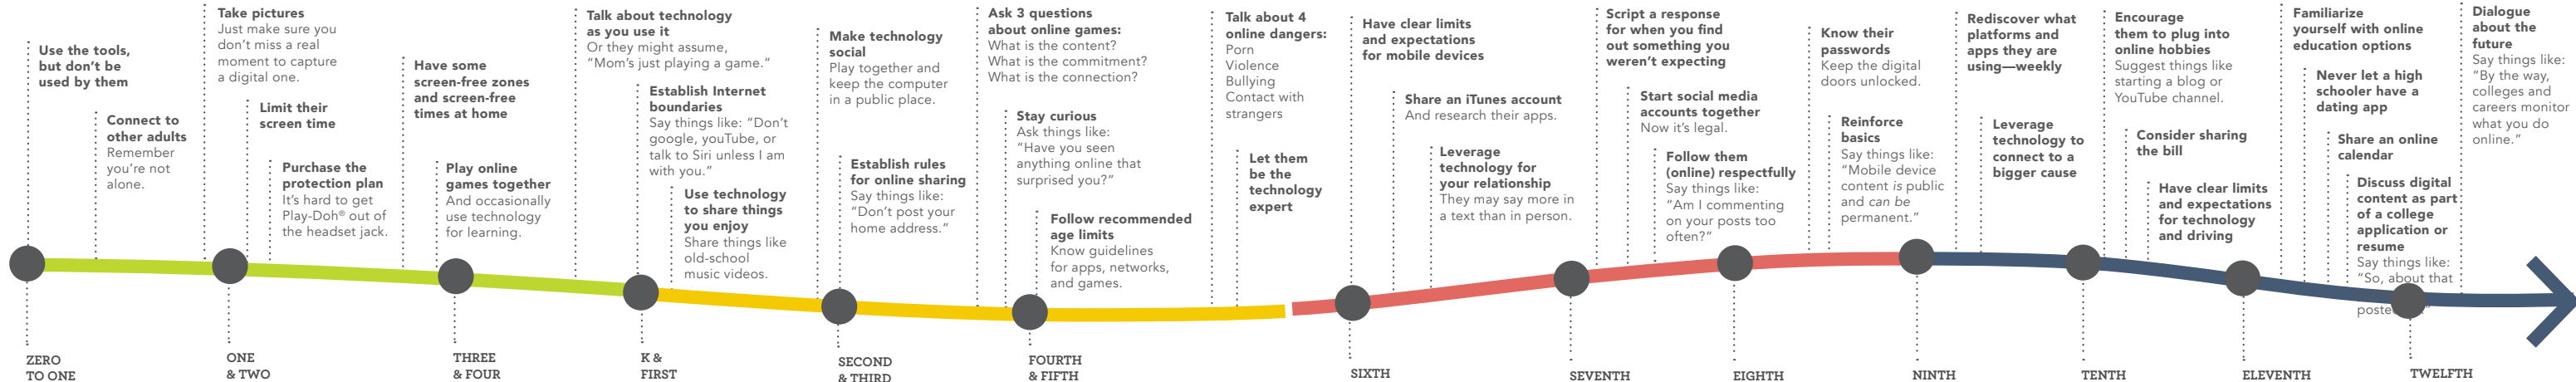 Use the tools,
but don't be
used by them
Connect to
other adults
Remember
you're not
alone.
Take pictures
Just make sure you
don't miss a real
moment to capture
a digital one.
Limit their
screen time
Purchase the
protection plan
It's hard to get
Play-Doh® out of
the headset jack.
Have some
screen-free zones
and screen-free
times at home
Play online
games together
And occasionally
use technology
for learning.
Talk about technology
as you use it
Or they might assume,
“Mom's just playing a game.”
Establish Internet
boundaries
Say things like: “Don't
google, youTube, or
talk to Siri unless I am
with you.”
Use technology
to share things
you enjoy
Share things like
old-school
music videos.
Make technology
social
Play together and
keep the computer
in a public place.
Establish rules
for online sharing
Say things like:
“Don't post your
home address.”
Ask 3 questions
about online games:
What is the content?
What is the commitment?
What is the connection?
Stay curious
Ask things like:
“Have you seen
anything online that
surprised you?”
Follow recommended
age limits
Know guidelines
for apps, networks,
and games.
Talk about 4
online dangers:
Porn
Violence
Bullying
Contact with
strangers
Let them
be the
technology
expert
Have clear limits
and expectations
for mobile devices
Share an iTunes account
And research their apps.
Leverage
technology for
your relationship
They may say more in
a text than in person.
Script a response
for when you find
out something you
weren't expecting
Start social media
accounts together
Now it's legal.
Follow them
(online) respectfully
Say things like:
“Am I commenting
on your posts too
often?”
Know their
passwords
Keep the digital
doors unlocked.
Reinforce
basics
Say things like:
“Mobile device
content is public
and can be
permanent.”
Rediscover what
platforms and
apps they are
using—weekly
Leverage
technology to
connect to a
bigger cause
Encourage
them to plug into
online hobbies
Suggest things like
starting a blog or
YouTube channel.
Consider sharing
the bill
Have clear limits
and expectations
for technology
and driving
Familiarize
yourself with online
education options
Never let a high
schooler have a
dating app
Share an online
calendar
Discuss digital
content as part
of a college
application or
resume
Say things like:
“So, about that
Dialogue
about the
future
Say things like:
“By the way,
colleges and
careers monitor
what you do
online.”
ZERO
TO ONE
ONE
& TWO
THREE
& FOUR
K &
FIRST
SECOND
& THIRD
FOURTH
& FIFTH
SIXTH
SEVENTH
EIGHTH
NINTH
TENTH
ELEVENTH
TWELFTH